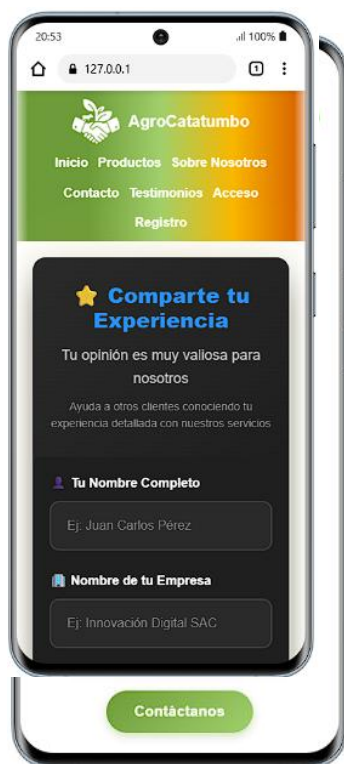 20:53
100%
127.0.0.1
1
AgroCatatumbo
Inicio Productos Sobre Nosotros
Contacto Testimonios Acceso
Registro
Comparte tu
Experiencia
Tu opinión es muy valiosa para
nosotros
Ayuda a otros clientes conociendo tu
experiencia detallada con nuestros servicios
Tu Nombre Completo
Ej: Juan Carlos Pérez
Nombre de tu Empresa
Ej: Innovación Digital SAC
Contáctanos